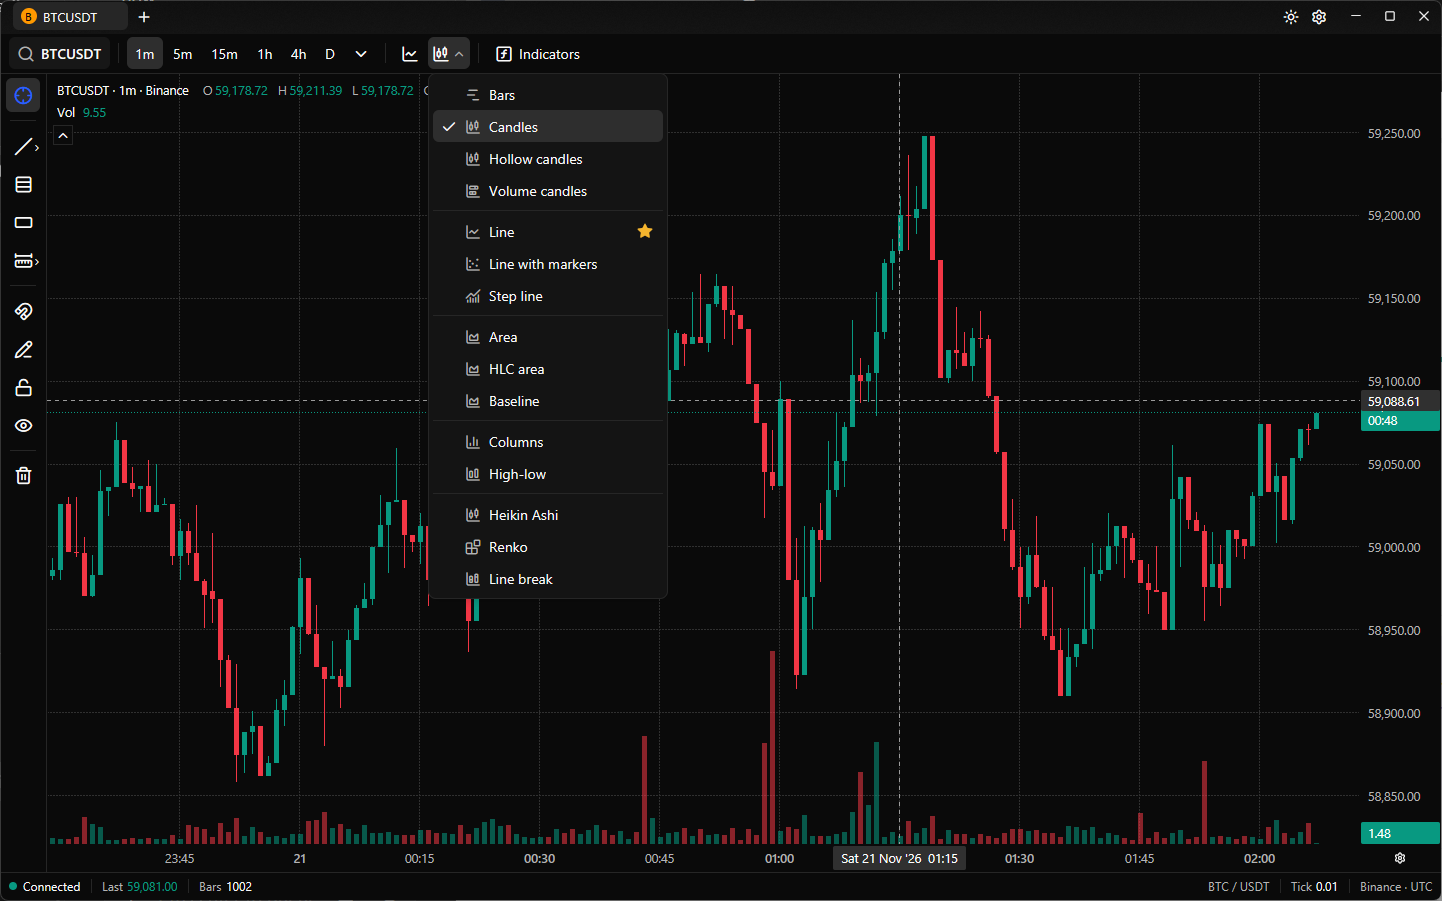 BTCUSDT
BTCUSDT 1m 5m 15m 1h 4h D Indicators
BTCUSDT · 1m · Binance O 59,178.72 H 59,211.39 L 59,178.72
Vol 9.55
Bars
Candles
Hollow candles
Volume candles
Line
Line with markers
Step line
Area
HLC area
Baseline
Columns
High-low
Heikin Ashi
Renko
Line break
59,250.00
59,200.00
59,150.00
59,100.00
59,088.61
00:48
59,050.00
59,000.00
58,950.00
58,900.00
58,850.00
1.48
23:45 21 00:15 00:30 00:45 01:00 Sat 21 Nov '26 01:15 01:30 01:45 02:00
Connected Last 59,081.00 Bars 1002 BTC / USDT Tick 0.01 Binance · UTC